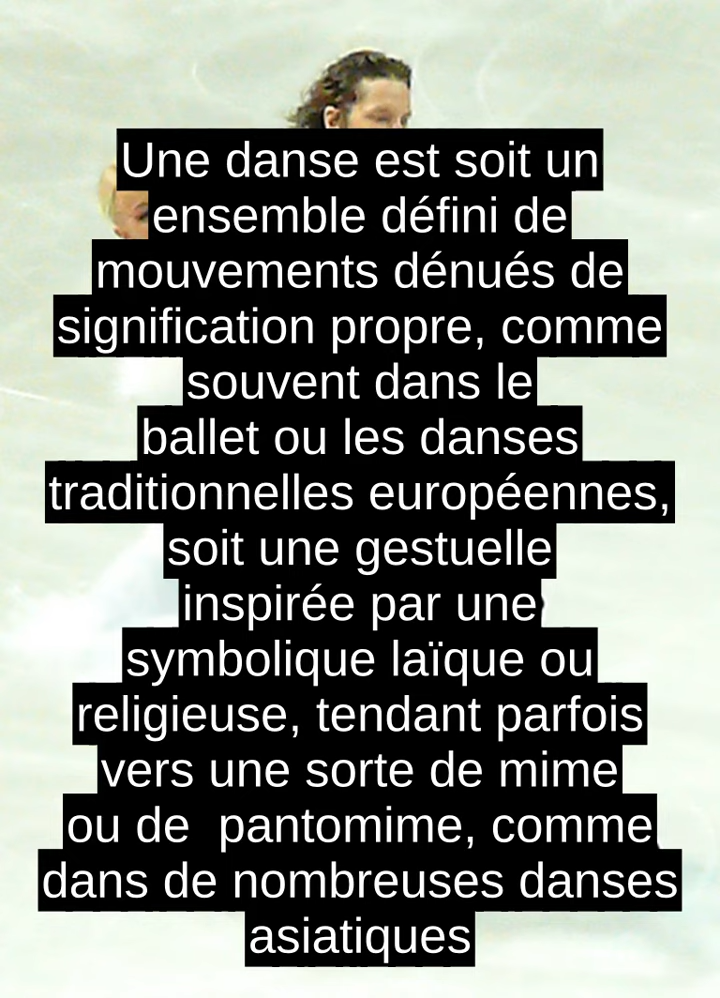 Une danse est soit un
ensemble défini de
mouvements dénués de
signification propre, comme
souvent dans le
ballet ou les danses
traditionnelles européennes,
soit une gestuelle
inspirée par une
symbolique laïque ou
religieuse, tendant parfois
vers une sorte de mime
ou de  pantomime, comme
dans de nombreuses danses
asiatiques